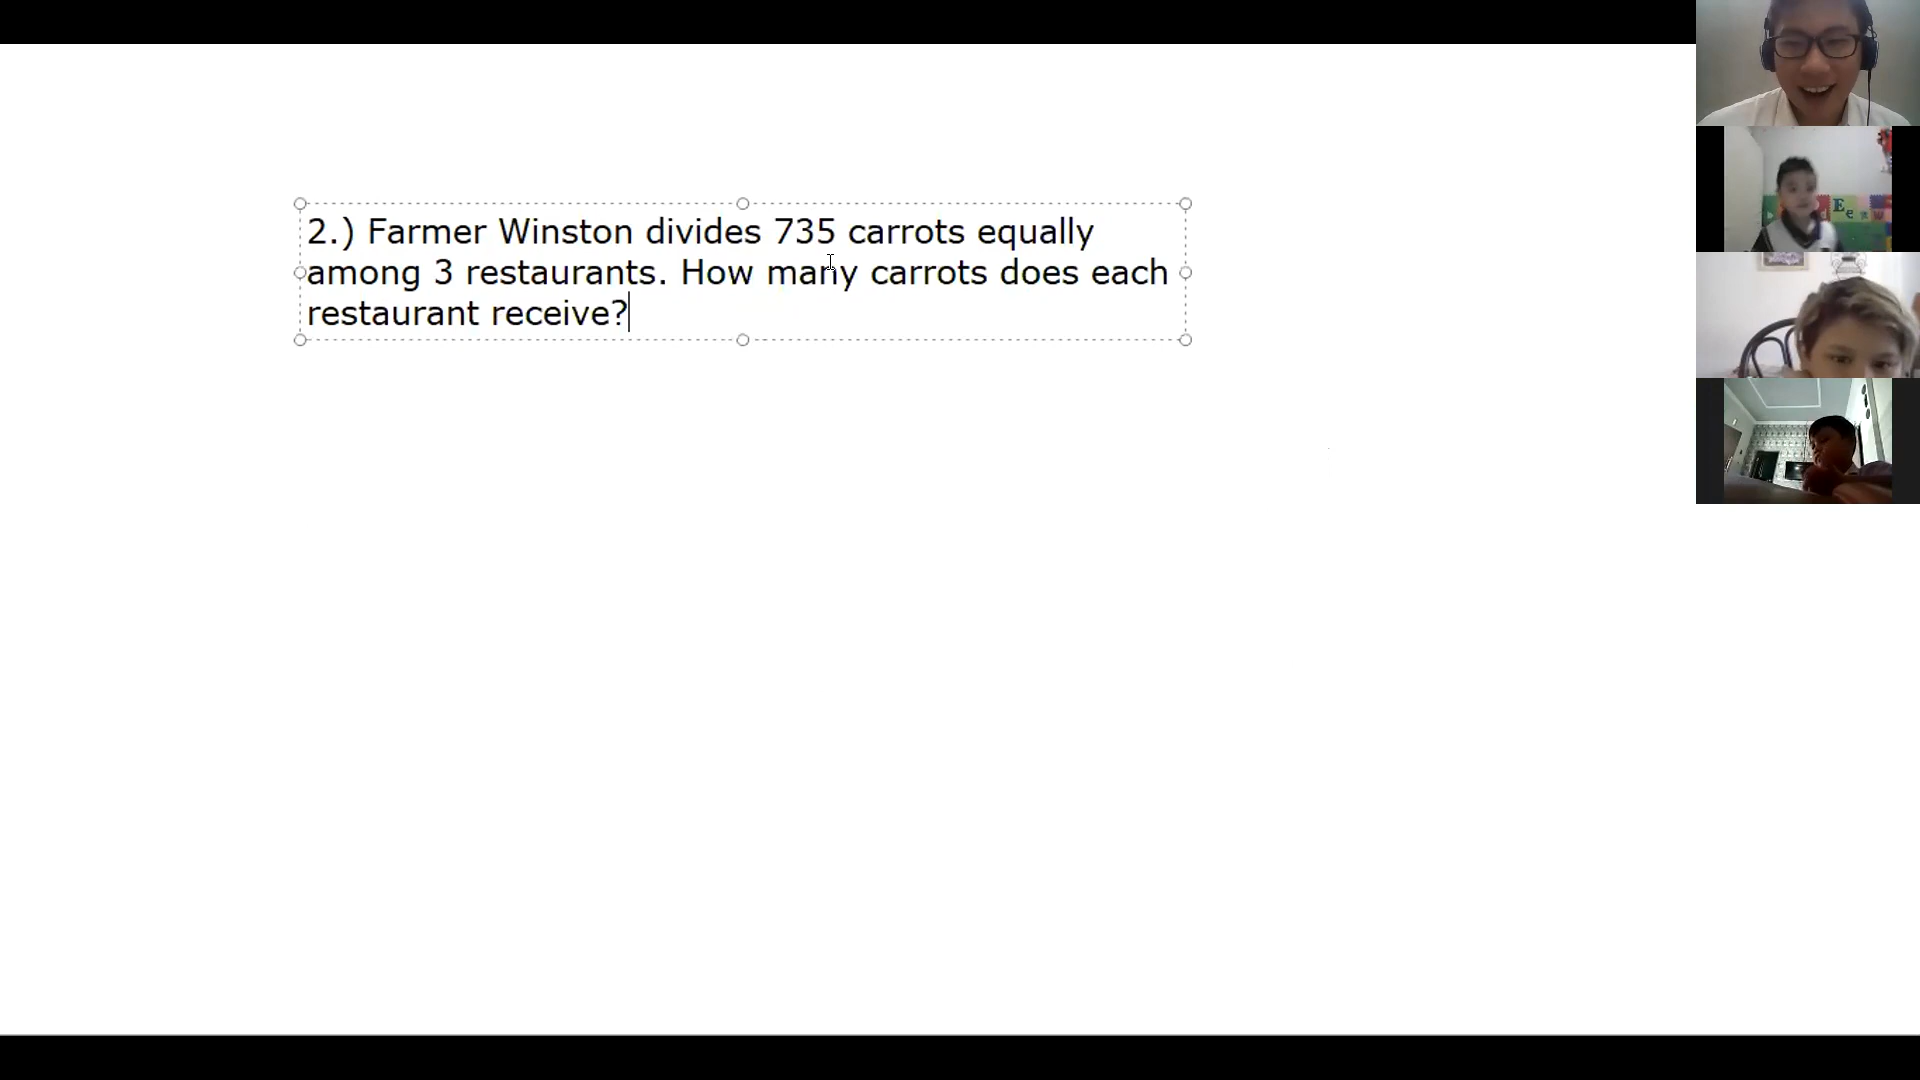 2.) Farmer Winston divides 735 carrots equally
among 3 restaurants. How many carrots does each
restaurant receive?
E e